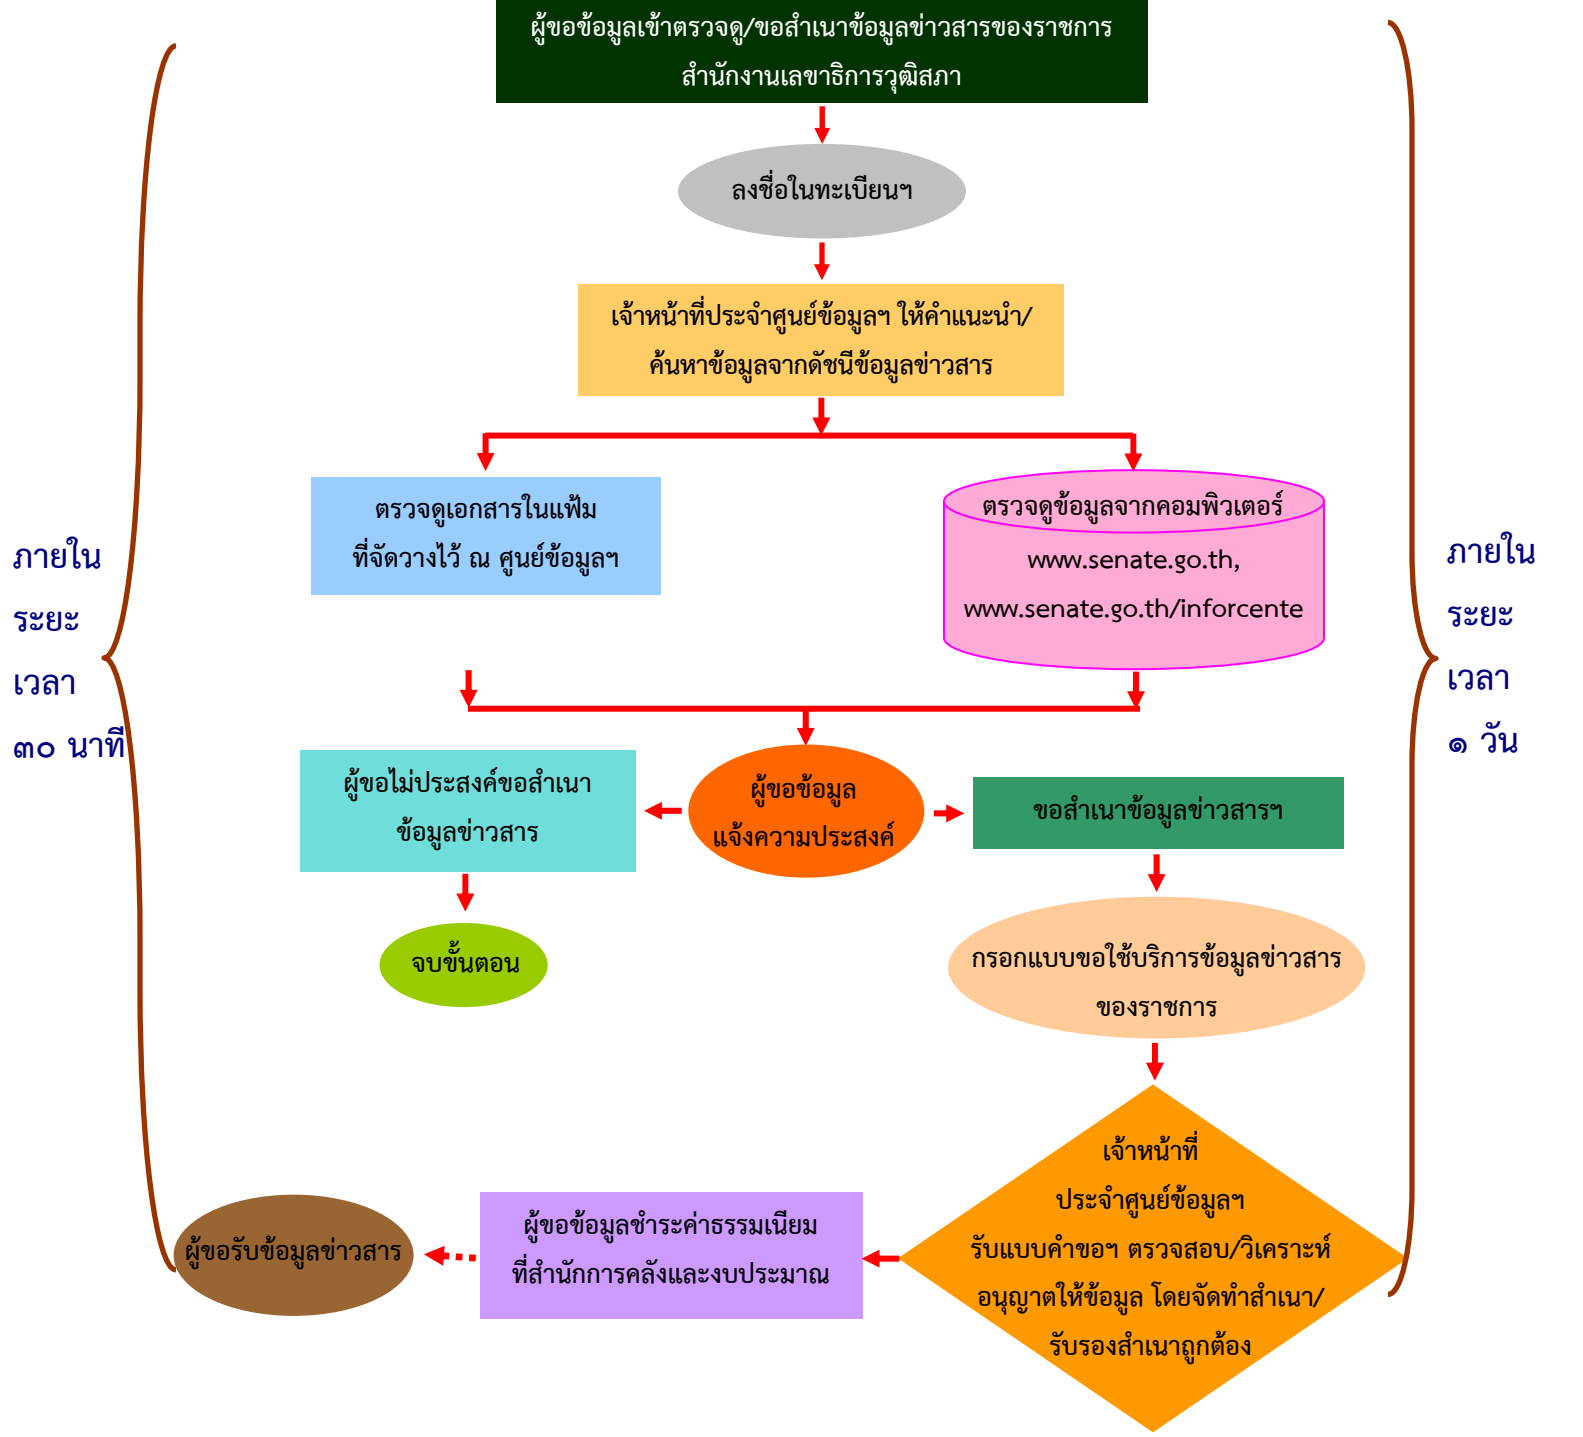 ผู้ขอข้อมูลเข้าตรวจดู/ขอสำเนาข้อมูลข่าวสารของราชการ
สำนักงานเลขาธิการวุฒิสภา
ลงชื่อในทะเบียนฯ
เจ้าหน้าที่ประจำศูนย์ข้อมูลฯ ให้คำแนะนำ/
ค้นหาข้อมูลจากดัชนีข้อมูลข่าวสาร
ตรวจดูเอกสารในแฟ้ม
ที่จัดวางไว้ ณ ศูนย์ข้อมูลฯ
ตรวจดูข้อมูลจากคอมพิวเตอร์
www.senate.go.th,
www.senate.go.th/inforcente
ภายใน
ระยะ
เวลา
๓๐ นาที
ภายใน
ระยะ
เวลา
๑ วัน
ผู้ขอไม่ประสงค์ขอสำเนา
ข้อมูลข่าวสาร
ผู้ขอข้อมูล
แจ้งความประสงค์
ขอสำเนาข้อมูลข่าวสารฯ
จบขั้นตอน
กรอกแบบขอใช้บริการข้อมูลข่าวสาร
ของราชการ
เจ้าหน้าที่
ประจำศูนย์ข้อมูลฯ
รับแบบคำขอฯ ตรวจสอบ/วิเคราะห์
อนุญาตให้ข้อมูล โดยจัดทำสำเนา/
รับรองสำเนาถูกต้อง
ผู้ขอข้อมูลชำระค่าธรรมเนียม
ที่สำนักการคลังและงบประมาณ
ผู้ขอรับข้อมูลข่าวสาร